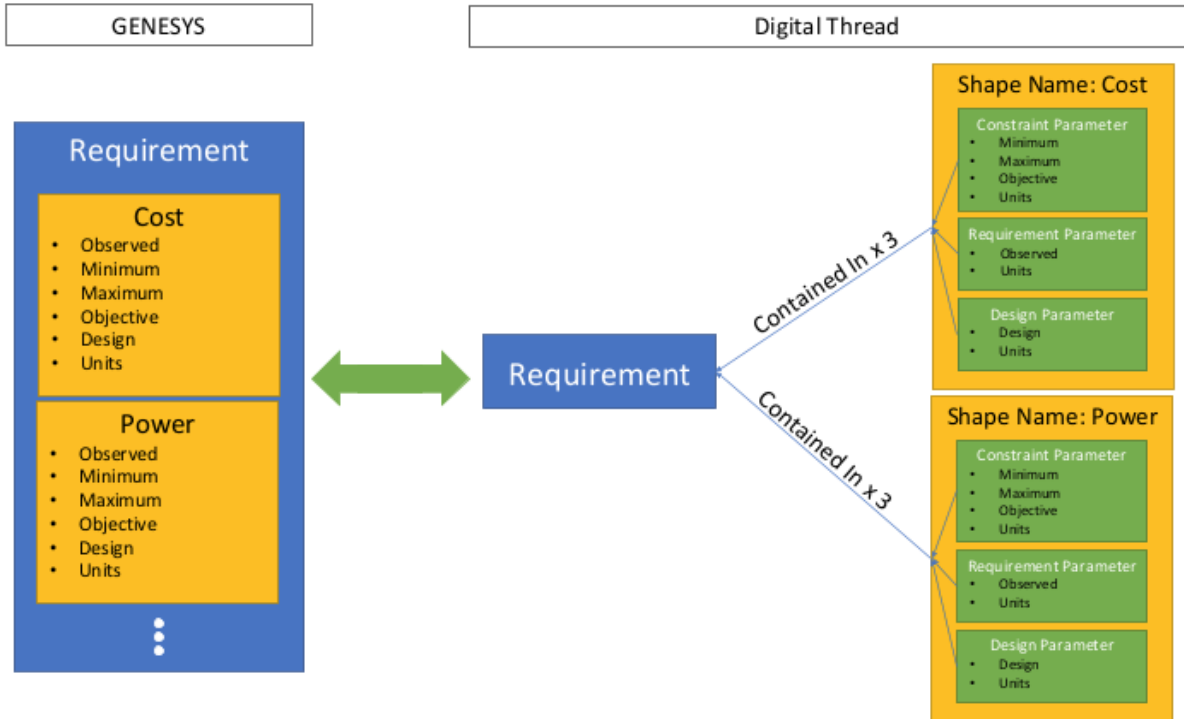 GENESYS
Digital Thread
Requirement
Cost
• Observed
• Minimum
• Maximum
• Objective
• Design
• Units
Power
• Observed
• Minimum
• Maximum
• Objective
• Design
• Units
Requirement
Contained In x 3
Contained In x 3
Shape Name: Cost
Constraint Parameter
• Minimum
• Maximum
• Objective
• Units
Requirement Parameter
• Observed
• Units
Design Parameter
• Design
• Units
Shape Name: Power
Constraint Parameter
• Minimum
• Maximum
• Objective
• Units
Requirement Parameter
• Observed
• Units
Design Parameter
• Design
• Units